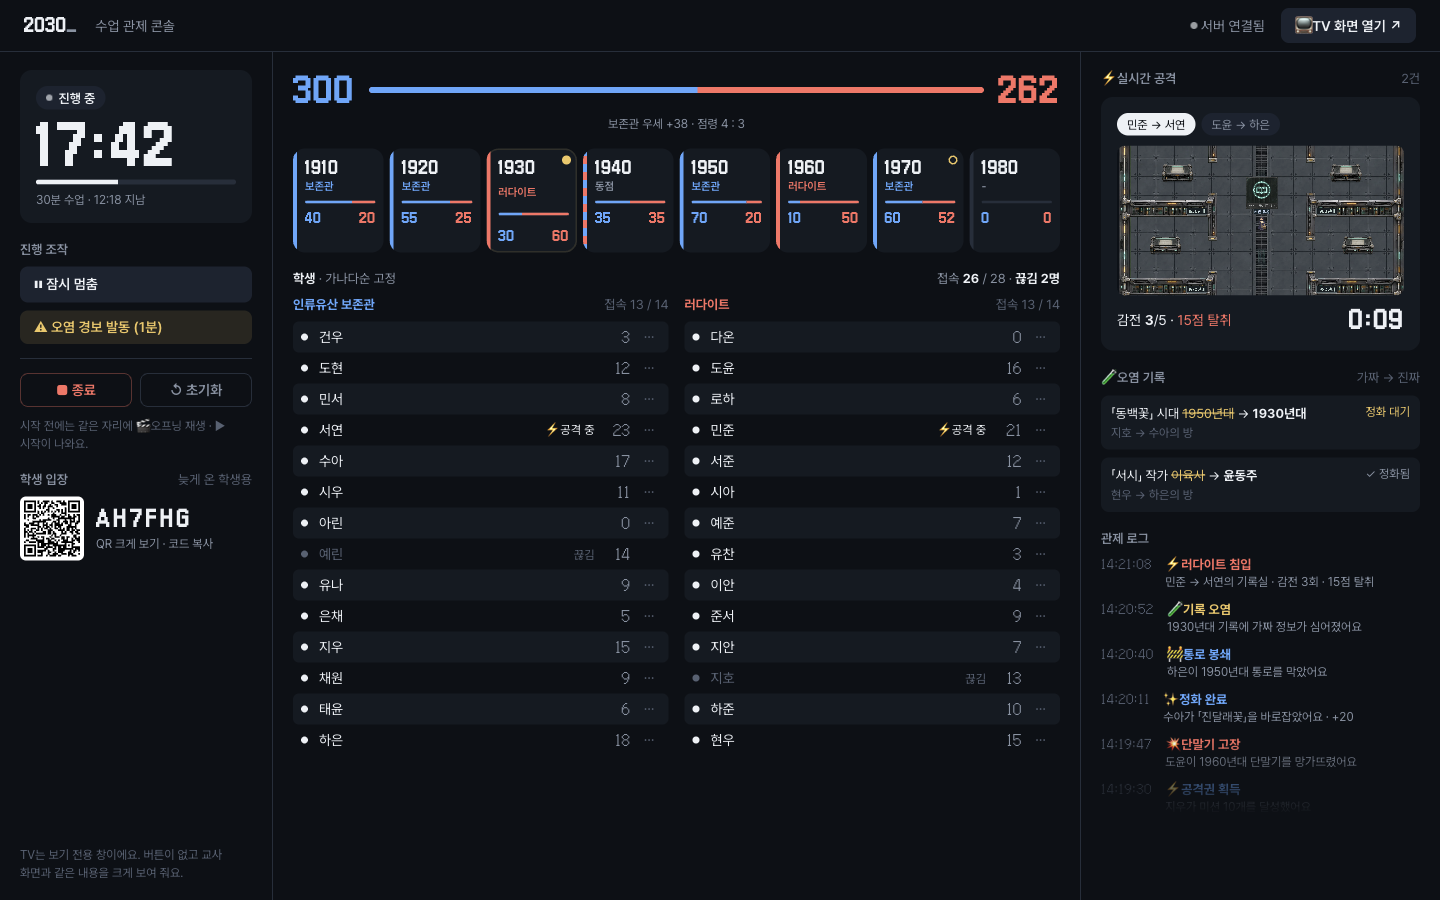 2030_ 수업 관제 콘솔
서버 연결됨
TV 화면 열기 ↗
진행 중
17:42
30분 수업 · 12:18 지남
진행 조작
잠시 멈춤
오염 경보 발동 (1분)
종료
초기화
시작 전에는 같은 자리에 🎬오프닝 재생 · ▶
시작이 나와요.
학생 입장 늦게 온 학생용
AH7FHG
QR 크게 보기 · 코드 복사
TV는 보기 전용 창이에요. 버튼이 없고 교사
화면과 같은 내용을 크게 보여 줘요.
300 262
보존관 우세 +38 · 점령 4 : 3
1910
보존관
40 20
1920
보존관
55 25
1930
러다이트
30 60
1940
동점
35 35
1950
보존관
70 20
1960
러다이트
10 50
1970
보존관
60 52
1980
-
0 0
학생 · 가나다순 고정 접속 26 / 28 · 끊김 2명
인류유산 보존관 접속 13 / 14
건우 3 ···
도현 12 ···
민서 8 ···
서연 ⚡공격 중 23 ···
수아 17 ···
시우 11 ···
아린 0 ···
예린 끊김 14
유나 9 ···
은채 5 ···
지우 15 ···
채원 9 ···
태윤 6 ···
하은 18 ···
러다이트 접속 13 / 14
다온 0 ···
도윤 16 ···
로하 6 ···
민준 ⚡공격 중 21 ···
서준 12 ···
시아 1 ···
예준 7 ···
유찬 3 ···
이안 4 ···
준서 9 ···
지안 7 ···
지호 끊김 13
하준 10 ···
현우 15 ···
⚡실시간 공격 2건
민준 → 서연
도윤 → 하은
감전 3/5 · 15점 탈취 0:09
오염 기록 가짜 → 진짜
「동백꽃」 시대 1950년대 → 1930년대 정화 대기
지호 → 수아의 방
「서시」 작가 이육사 → 윤동주 ✓ 정화됨
현우 → 하은의 방
관제 로그
14:21:08 ⚡러다이트 침입
민준 → 서연의 기록실 · 감전 3회 · 15점 탈취
14:20:52 기록 오염
1930년대 기록에 가짜 정보가 심어졌어요
14:20:40 🚧통로 봉쇄
하은이 1950년대 통로를 막았어요
14:20:11 ✨정화 완료
수아가 「진달래꽃」을 바로잡았어요 · +20
14:19:47 💥단말기 고장
도윤이 1960년대 단말기를 망가뜨렸어요
14:19:30 ⚡공격권 획득
지우가 미션 10개를 달성했어요